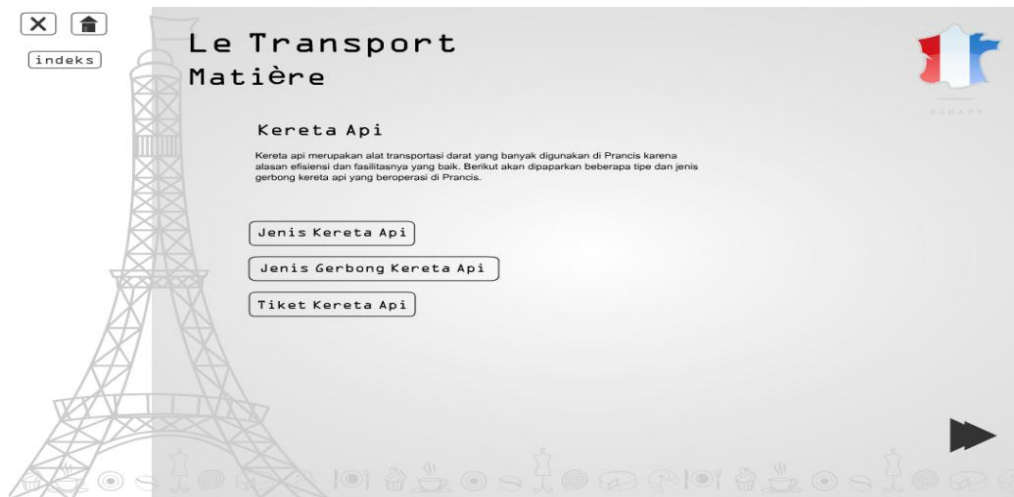 indeks
Le Transport
Matière
Kereta Api
Kereta api merupakan alat transportasi darat yang banyak digunakan di Prancis karena
alasan efisiensi dan fasilitasnya yang baik. Berikut akan dipaparkan beberapa tipe dan jenis
gerbong kereta api yang beroperasi di Prancis.
Jenis Kereta Api
Jenis Gerbong Kereta Api
Tiket Kereta Api